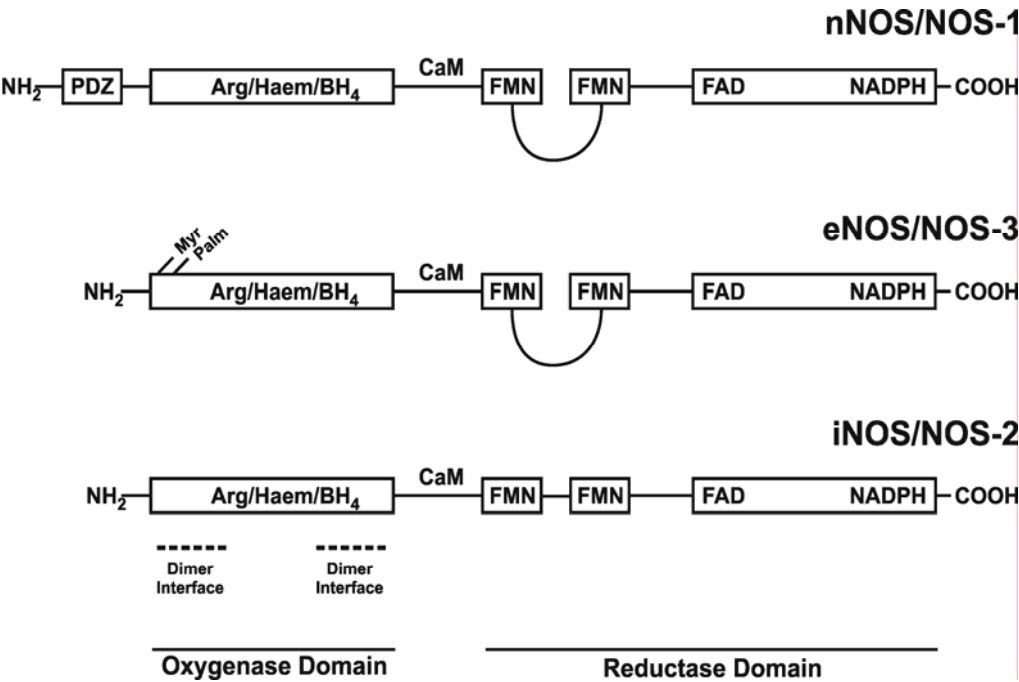 nNOS/NOS-1
NH2 PDZ Arg/Haem/BH4 CaM FMN FMN FAD NADPH COOH
eNOS/NOS-3
Myr
Palm
NH2 Arg/Haem/BH4 CaM FMN FMN FAD NADPH COOH
iNOS/NOS-2
NH2 Arg/Haem/BH4 CaM FMN FMN FAD NADPH COOH
Dimer Interface
Dimer Interface
Oxygenase Domain
Reductase Domain